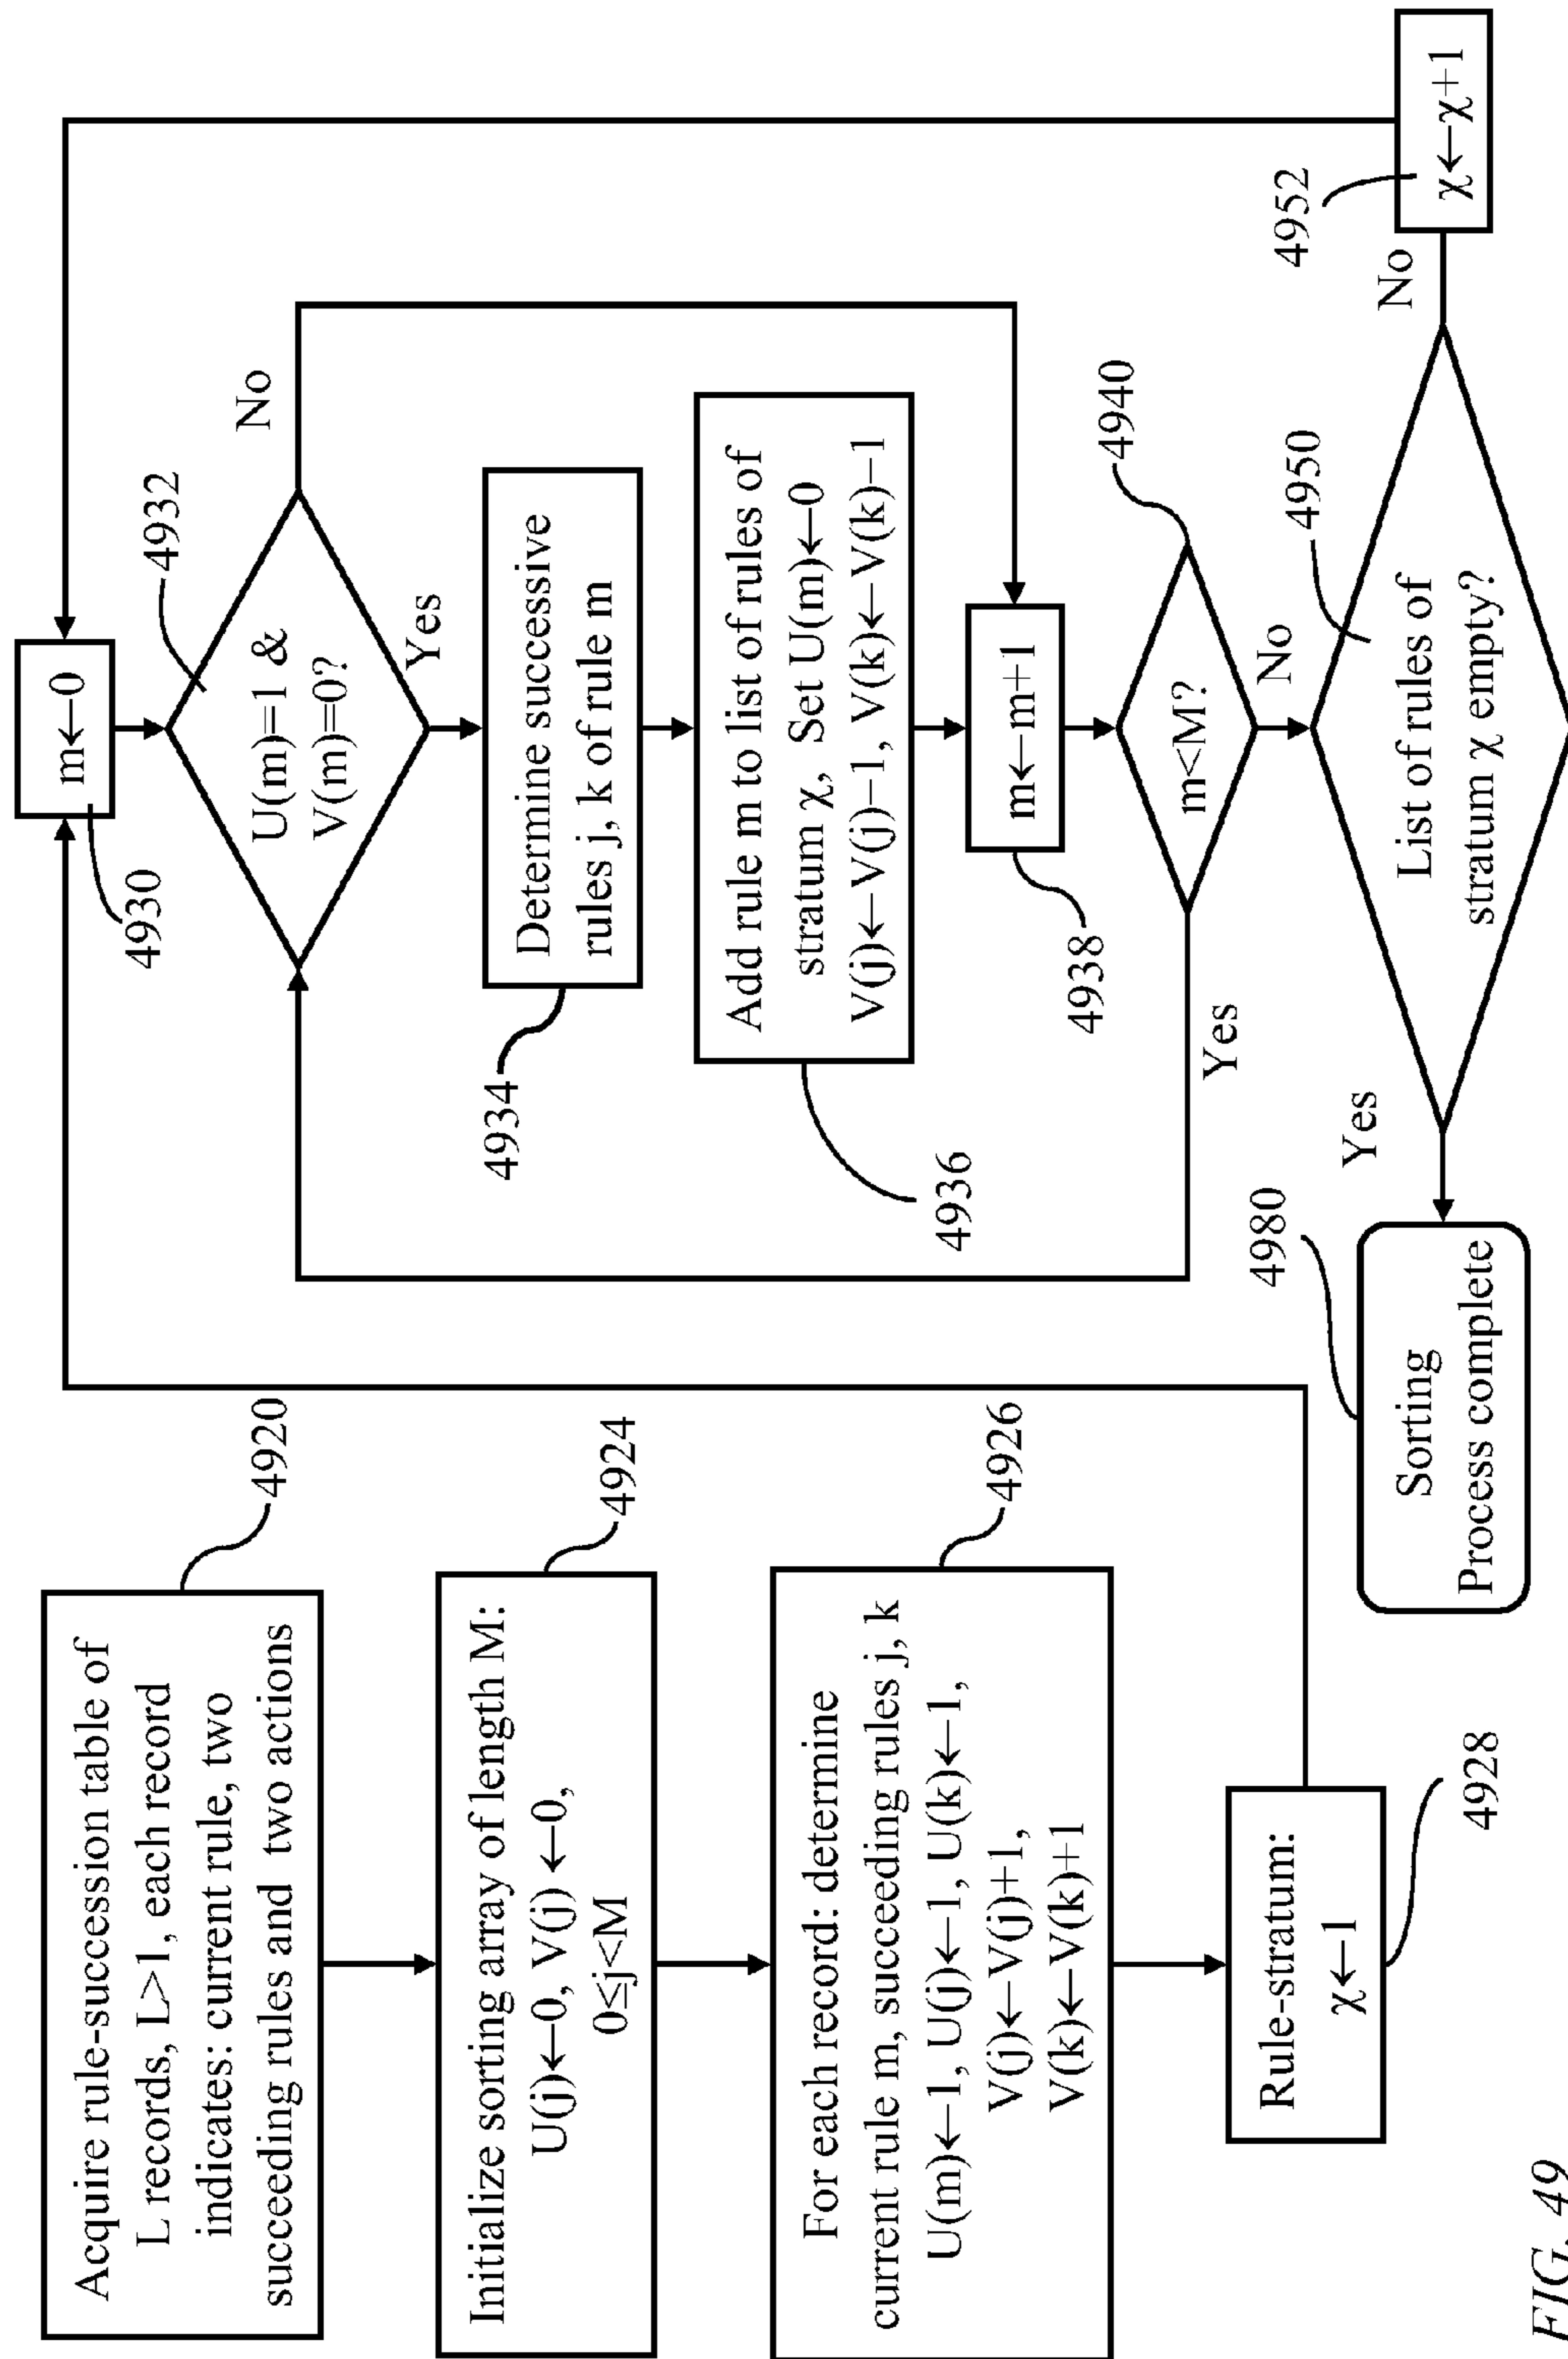 Acquire rule-succession table of
L records, L>1, each record
indicates: current rule, two
succeeding rules and two actions
4920
Initialize sorting array of length M:
U(j)←0, V(j) ←0,
0≤j<M
4924
For each record: determine
current rule m, succeeding rules j, k
U(m)←1, U(j)←1, U(k)←1,
V(j)←V(j)+1,
V(k)←V(k)+1
4926
Rule-stratum:
χ←1
4928
m←0
4930
U(m)=1 &
V(m)=0?
4932
No
Yes
Determine successive
rules j, k of rule m
4934
Add rule m to list of rules of
stratum χ, Set U(m)←0
V(j)←V(j)−1, V(k)←V(k)−1
4936
m←m+1
4938
m<M?
4940
Yes
No
List of rules of
stratum χ empty?
4950
Yes
No
χ←χ+1
4952
Sorting
Process complete
4980
FIG. 49